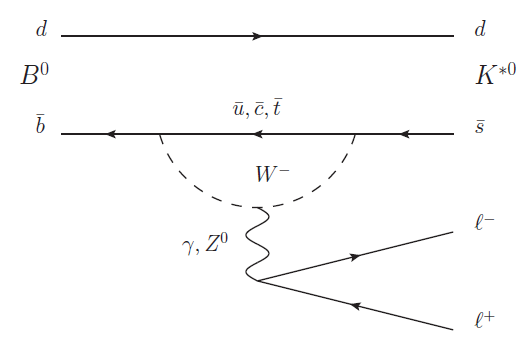 d d
B⁰ K*⁰
b̄ ū, c̄, t̄ s̄
W⁻
γ, Z⁰
ℓ⁻
ℓ⁺